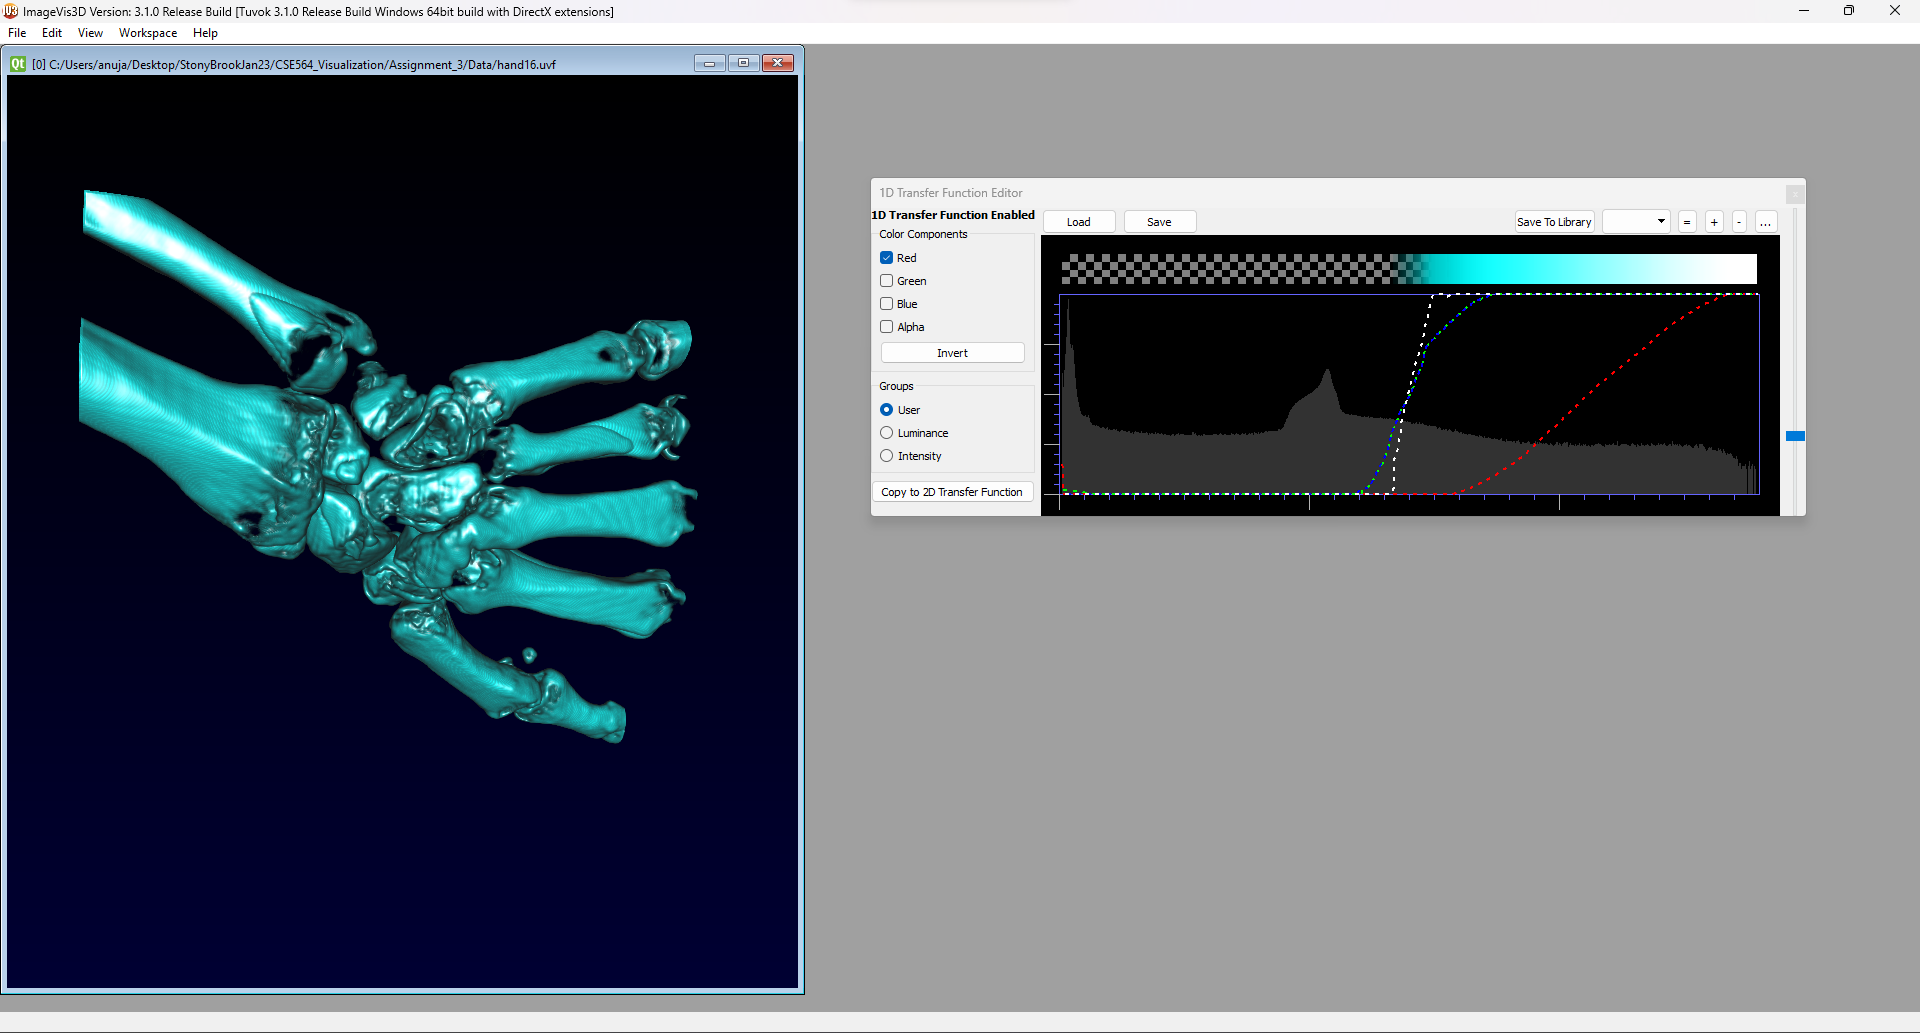 ImageVis3D Version: 3.1.0 Release Build [Tuvok 3.1.0 Release Build Windows 64bit build with DirectX extensions]
File Edit View Workspace Help
Qt [0] C:/Users/anuja/Desktop/StonyBrookJan23/CSE564_Visualization/Assignment_3/Data/hand16.uvf
1D Transfer Function Editor
1D Transfer Function Enabled
Load Save Save To Library = + - ...
Color Components
Red
Green
Blue
Alpha
Invert
Groups
User
Luminance
Intensity
Copy to 2D Transfer Function